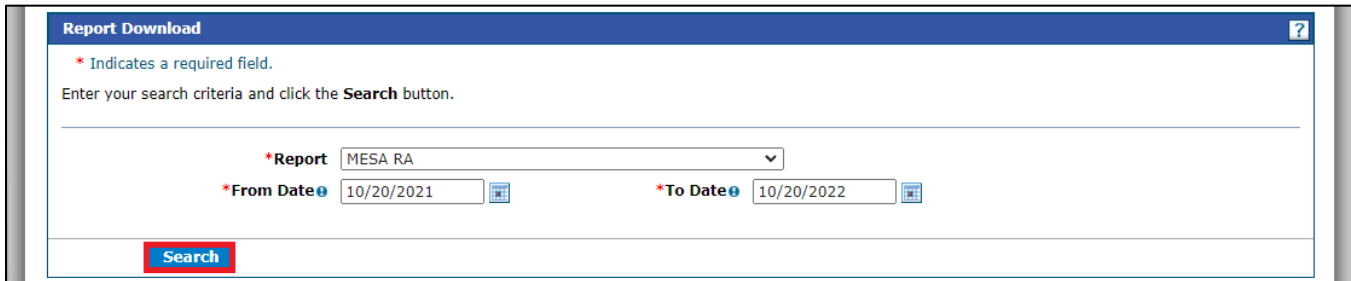 Report Download ?
* Indicates a required field.
Enter your search criteria and click the Search button.
*Report MESA RA
*From Date 10/20/2021 *To Date 10/20/2022
Search